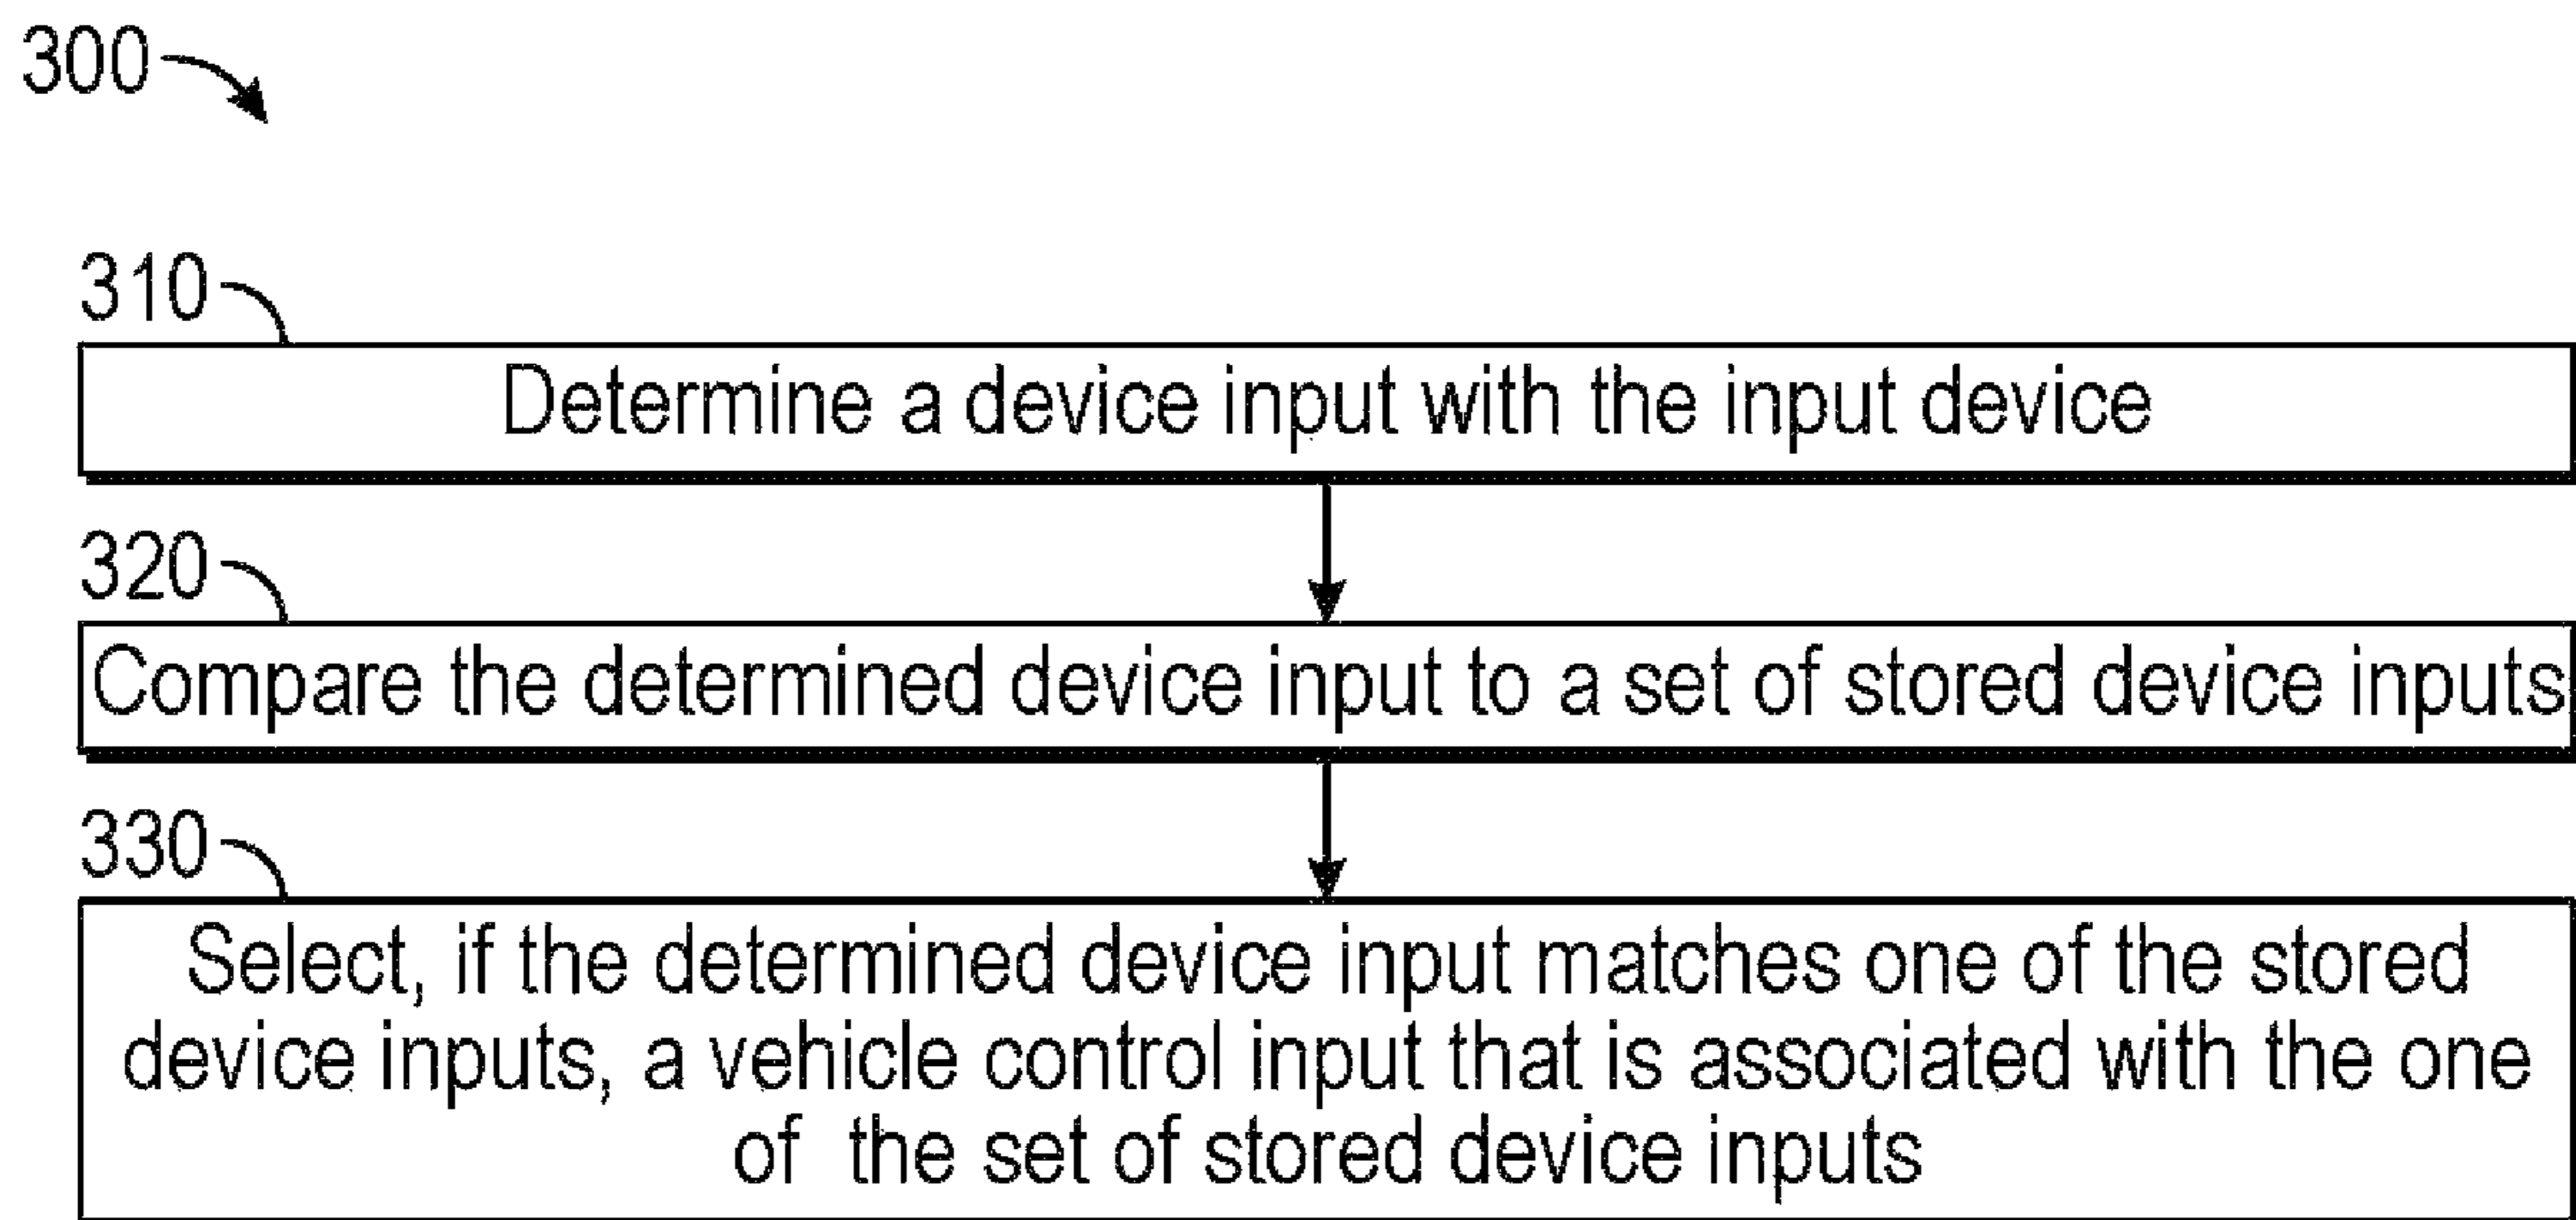 300
310
Determine a device input with the input device
320
Compare the determined device input to a set of stored device inputs
330
Select, if the determined device input matches one of the stored
device inputs, a vehicle control input that is associated with the one
of the set of stored device inputs